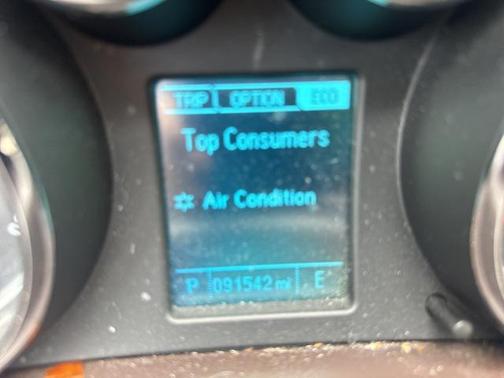 TRIP OPTION ECO
Top Consumers
Air Condition
P 091542 mi E